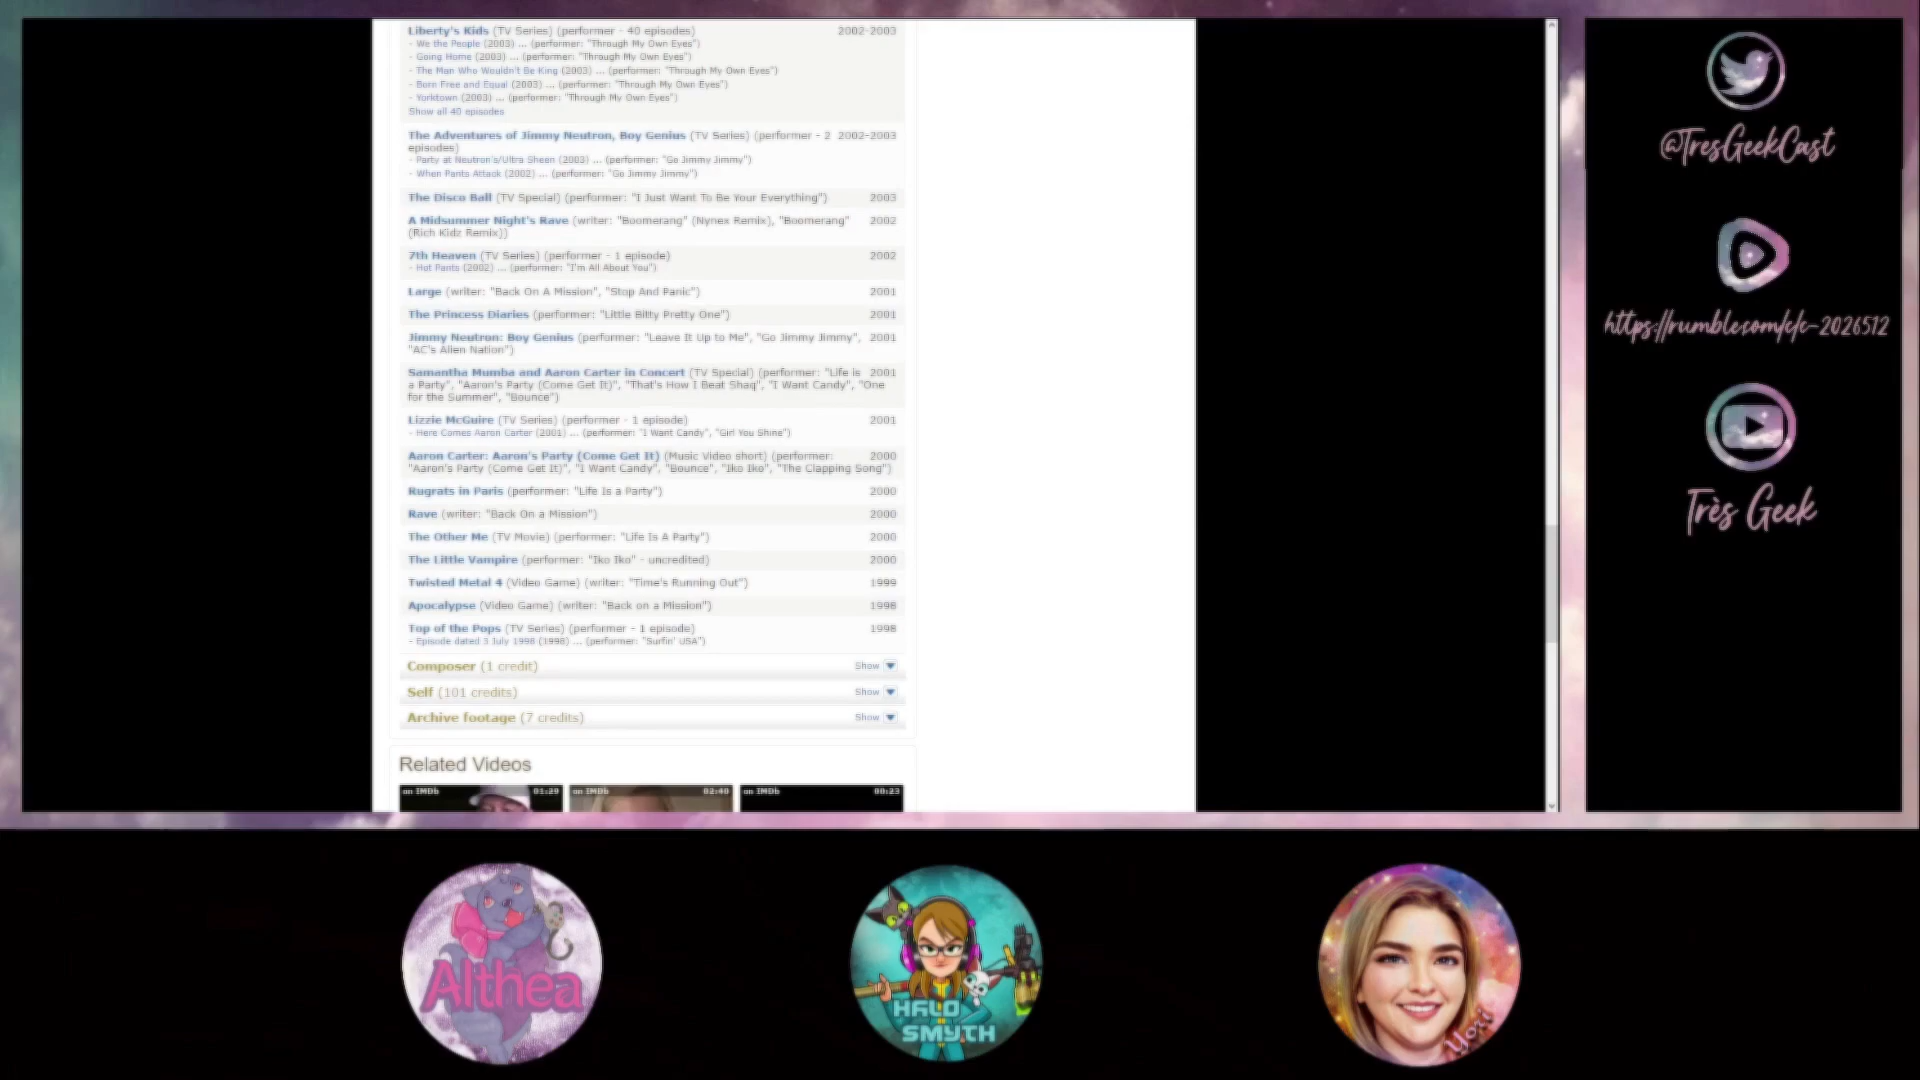 Liberty's Kids (TV Series) (performer - 40 episodes) 2002-2003
- We the People (2003) ... (performer: "Through My Own Eyes")
- Going Home (2003) ... (performer: "Through My Own Eyes")
- The Man Who Wouldn't Be King (2003) ... (performer: "Through My Own Eyes")
- Born Free and Equal (2003) ... (performer: "Through My Own Eyes")
- Yorktown (2003) ... (performer: "Through My Own Eyes")
Show all 40 episodes
The Adventures of Jimmy Neutron, Boy Genius (TV Series) (performer - 2 2002-2003
episodes)
- Party at Neutron's/Ultra Sheen (2003) ... (performer: "Go Jimmy Jimmy")
- When Pants Attack (2002) ... (performer: "Go Jimmy Jimmy")
The Disco Ball (TV Special) (performer: "I Just Want To Be Your Everything") 2003
A Midsummer Night's Rave (writer: "Boomerang" (Nynex Remix), "Boomerang" 2002
(Rich Kidz Remix))
7th Heaven (TV Series) (performer - 1 episode) 2002
- Hot Pants (2002) ... (performer: "I'm All About You")
Large (writer: "Back On A Mission", "Stop And Panic") 2001
The Princess Diaries (performer: "Little Bitty Pretty One") 2001
Jimmy Neutron: Boy Genius (performer: "Leave It Up to Me", "Go Jimmy Jimmy", 2001
"AC's Alien Nation")
Samantha Mumba and Aaron Carter in Concert (TV Special) (performer: "Life is 2001
a Party", "Aaron's Party (Come Get It)", "That's How I Beat Shaq", "I Want Candy", "One
for the Summer", "Bounce")
Lizzie McGuire (TV Series) (performer - 1 episode) 2001
- Here Comes Aaron Carter (2001) ... (performer: "I Want Candy", "Girl You Shine")
Aaron Carter: Aaron's Party (Come Get It) (Music Video short) (performer: 2000
"Aaron's Party (Come Get It)", "I Want Candy", "Bounce", "Iko Iko", "The Clapping Song")
Rugrats in Paris (performer: "Life Is a Party") 2000
Rave (writer: "Back On a Mission") 2000
The Other Me (TV Movie) (performer: "Life Is A Party") 2000
The Little Vampire (performer: "Iko Iko" - uncredited) 2000
Twisted Metal 4 (Video Game) (writer: "Time's Running Out") 1999
Apocalypse (Video Game) (writer: "Back on a Mission") 1998
Top of the Pops (TV Series) (performer - 1 episode) 1998
- Episode dated 3 July 1998 (1998) ... (performer: "Surfin' USA")
Composer (1 credit) Show
Self (101 credits) Show
Archive footage (7 credits) Show
Related Videos
on IMDb 01:29 on IMDb 02:40 on IMDb 00:23
@TresGeekCast
https://rumble.com/c/c-2026512
Très Geek
Althea
HALO
SMYTH
Yori